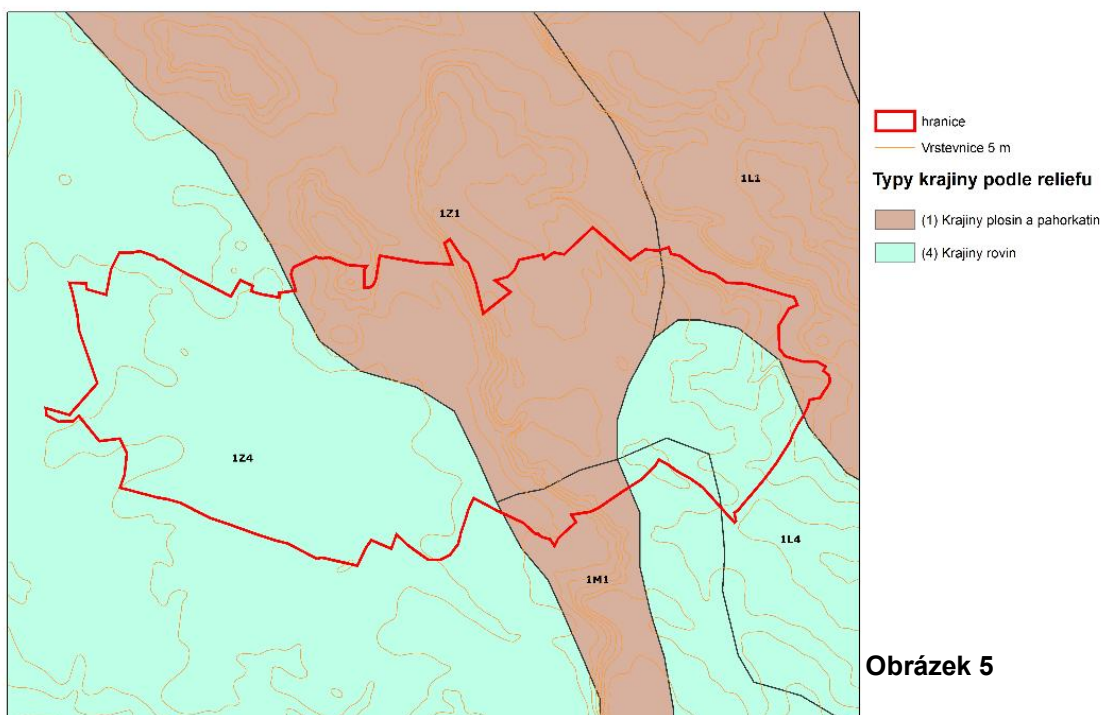 1L1
1Z1
1Z4
1L4
1M1
hranice
Vrstevnice 5 m
Typy krajiny podle reliefu
(1) Krajiny plosin a pahorkatin
(4) Krajiny rovin
Obrázek 5